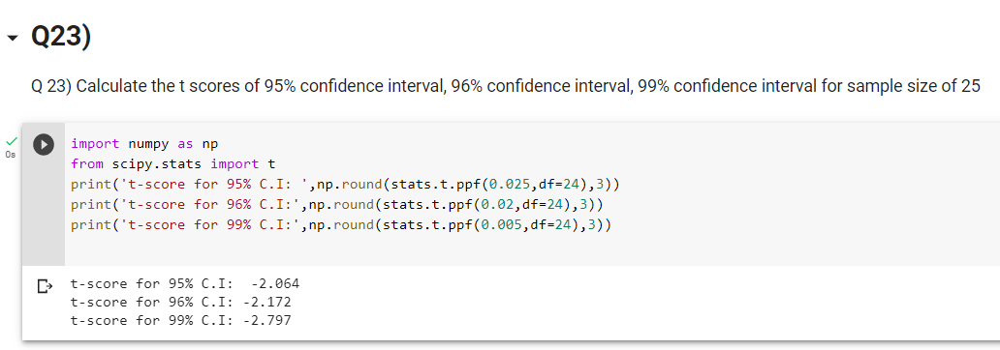 Q23)
Q 23) Calculate the t scores of 95% confidence interval, 96% confidence interval, 99% confidence interval for sample size of 25
0s
import numpy as np
from scipy.stats import t
print('t-score for 95% C.I: ',np.round(stats.t.ppf(0.025,df=24),3))
print('t-score for 96% C.I:',np.round(stats.t.ppf(0.02,df=24),3))
print('t-score for 99% C.I:',np.round(stats.t.ppf(0.005,df=24),3))
t-score for 95% C.I:  -2.064
t-score for 96% C.I: -2.172
t-score for 99% C.I: -2.797